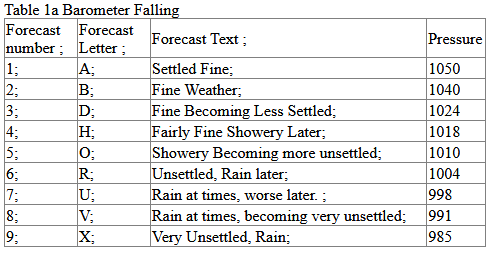 Table 1a Barometer Falling
Forecast number ; Forecast Letter ; Forecast Text ; Pressure
1; A; Settled Fine; 1050
2; B; Fine Weather; 1040
3; D; Fine Becoming Less Settled; 1024
4; H; Fairly Fine Showery Later; 1018
5; O; Showery Becoming more unsettled; 1010
6; R; Unsettled, Rain later; 1004
7; U; Rain at times, worse later. ; 998
8; V; Rain at times, becoming very unsettled; 991
9; X; Very Unsettled, Rain; 985